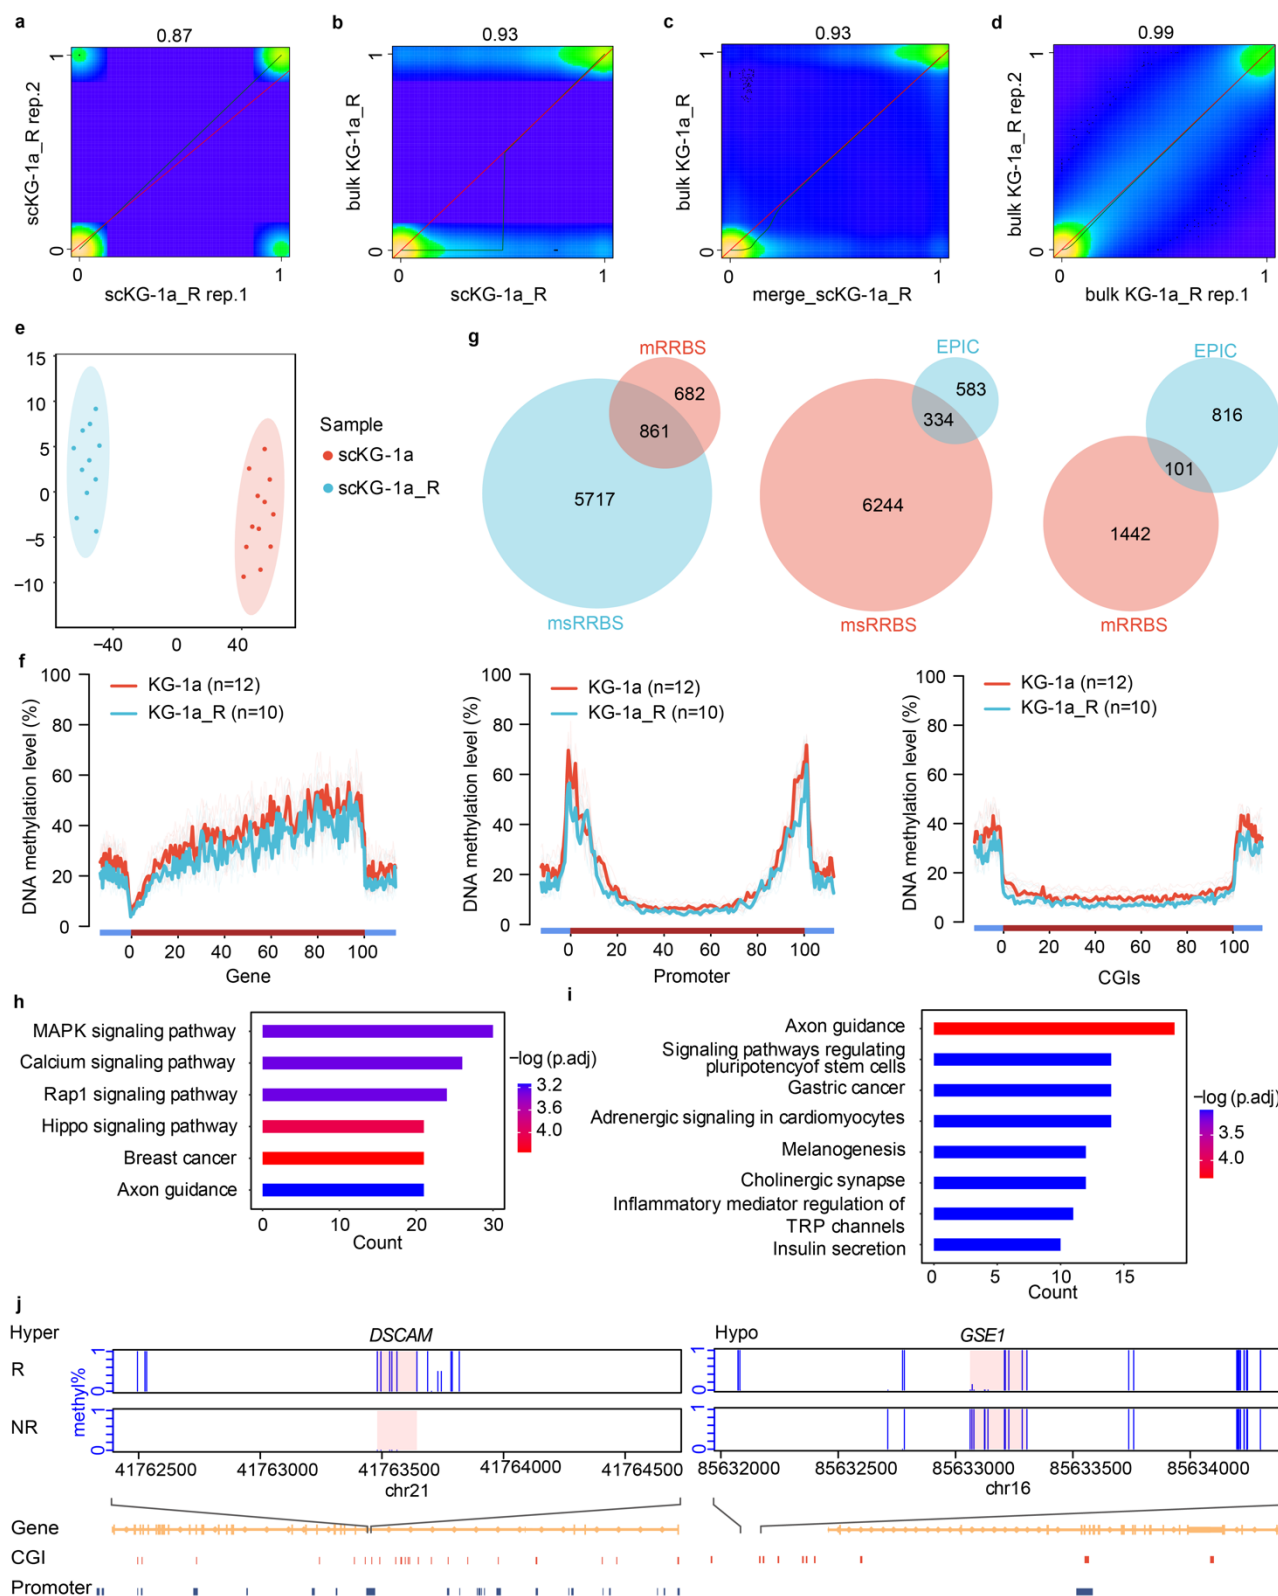 a
0.87
scKG-1a_R rep.2
1
0
0
1
scKG-1a_R rep.1
b
0.93
bulk KG-1a_R
1
0
0
1
scKG-1a_R
c
0.93
bulk KG-1a_R
1
0
0
1
merge_scKG-1a_R
d
0.99
bulk KG-1a_R rep.2
1
0
0
1
bulk KG-1a_R rep.1
e
15
10
5
0
−5
−10
−40
0
40
Sample
scKG-1a
scKG-1a_R
g
mRRBS
682
861
5717
msRRBS
EPIC
583
334
6244
msRRBS
EPIC
816
101
1442
mRRBS
f
DNA methylation level (%)
100
80
60
40
20
0
KG-1a (n=12)
KG-1a_R (n=10)
0 20 40 60 80 100
Gene
DNA methylation level (%)
100
80
60
40
20
0
KG-1a (n=12)
KG-1a_R (n=10)
0 20 40 60 80 100
Promoter
DNA methylation level (%)
100
80
60
40
20
0
KG-1a (n=12)
KG-1a_R (n=10)
0 20 40 60 80 100
CGIs
h
MAPK signaling pathway
Calcium signaling pathway
Rap1 signaling pathway
Hippo signaling pathway
Breast cancer
Axon guidance
0 10 20 30
Count
−log (p.adj)
3.2
3.6
4.0
i
Axon guidance
Signaling pathways regulating
pluripotencyof stem cells
Gastric cancer
Adrenergic signaling in cardiomyocytes
Melanogenesis
Cholinergic synapse
Inflammatory mediator regulation of
TRP channels
Insulin secretion
0 5 10 15
Count
−log (p.adj)
3.5
4.0
j
Hyper
DSCAM
Hypo
GSE1
R
NR
methyl%
1
0
1
0
1
0
1
0
41762500 41763000 41763500 41764000 41764500
chr21
85632000 85632500 85633000 85633500 85634000
chr16
Gene
CGI
Promoter